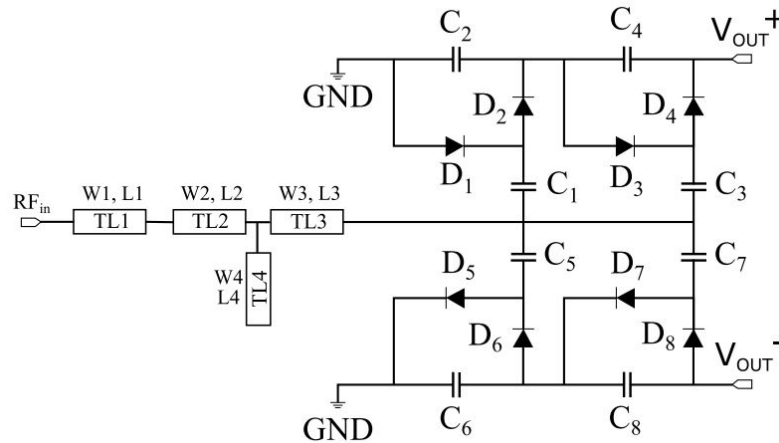 C2
C4
VOUT+
GND
D2
D4
D1
D3
W1, L1
W2, L2
W3, L3
C1
C3
RFin
TL1
TL2
TL3
W4
L4
TL4
D5
C5
D7
C7
D6
D8
VOUT-
GND
C6
C8